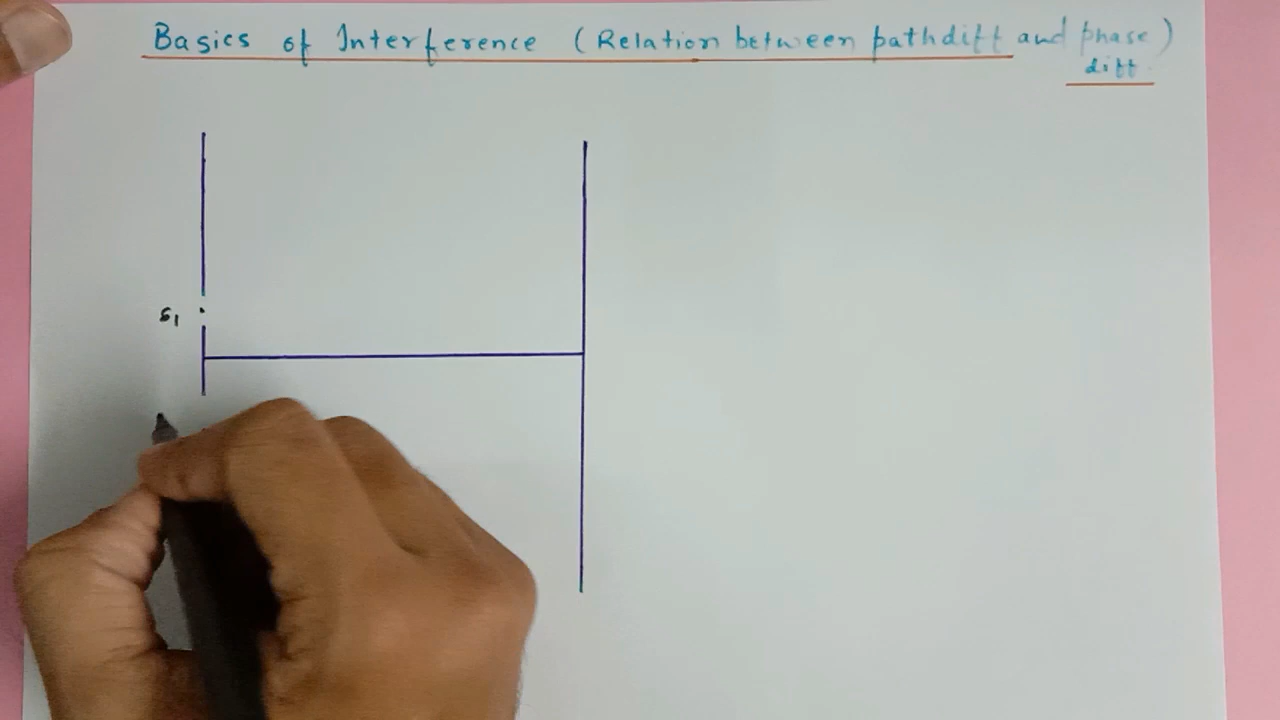 Basics of Interference (Relation between pathdiff and phase)
diff
S1